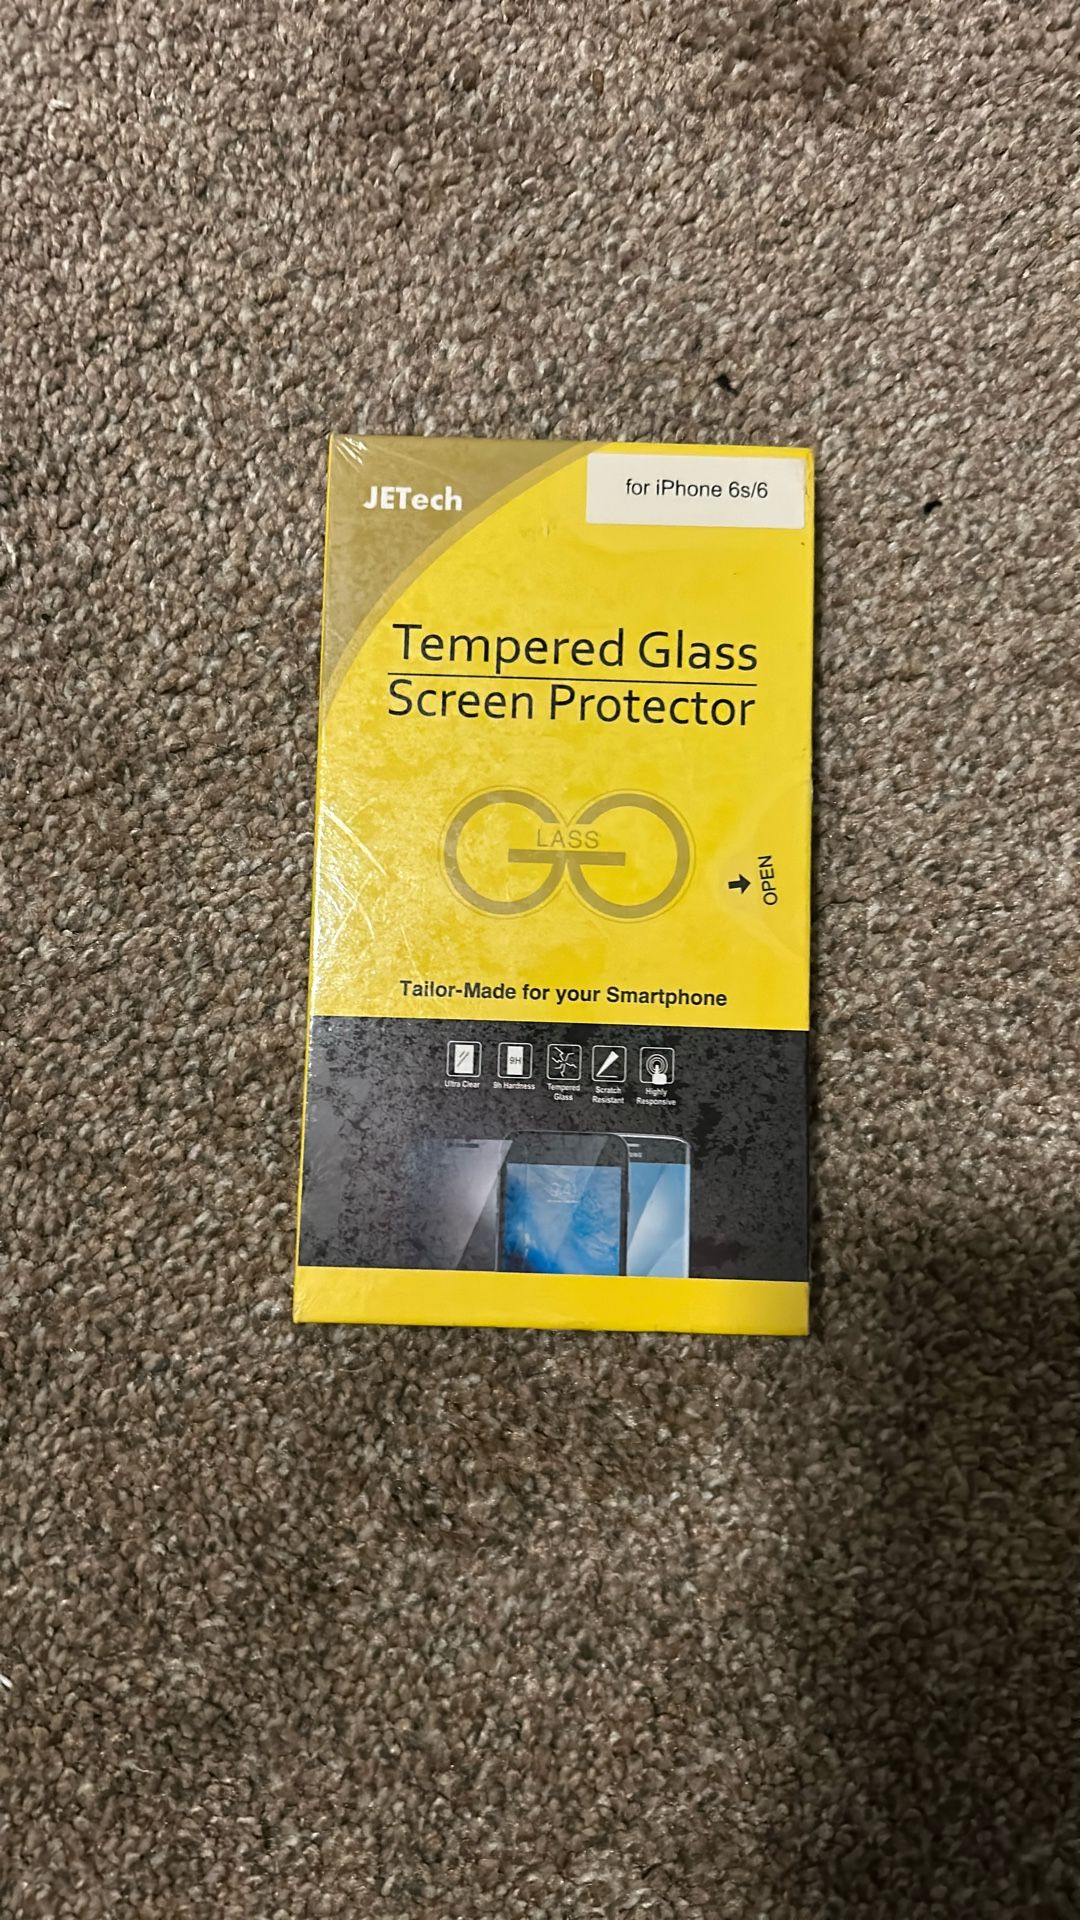 JETech
for iPhone 6s/6
Tempered Glass
Screen Protector
LASS
OPEN
Tailor-Made for your Smartphone
9H
Ultra Clear
9h Hardness
Tempered
Glass
Scratch
Resistant
Highly
Responsive